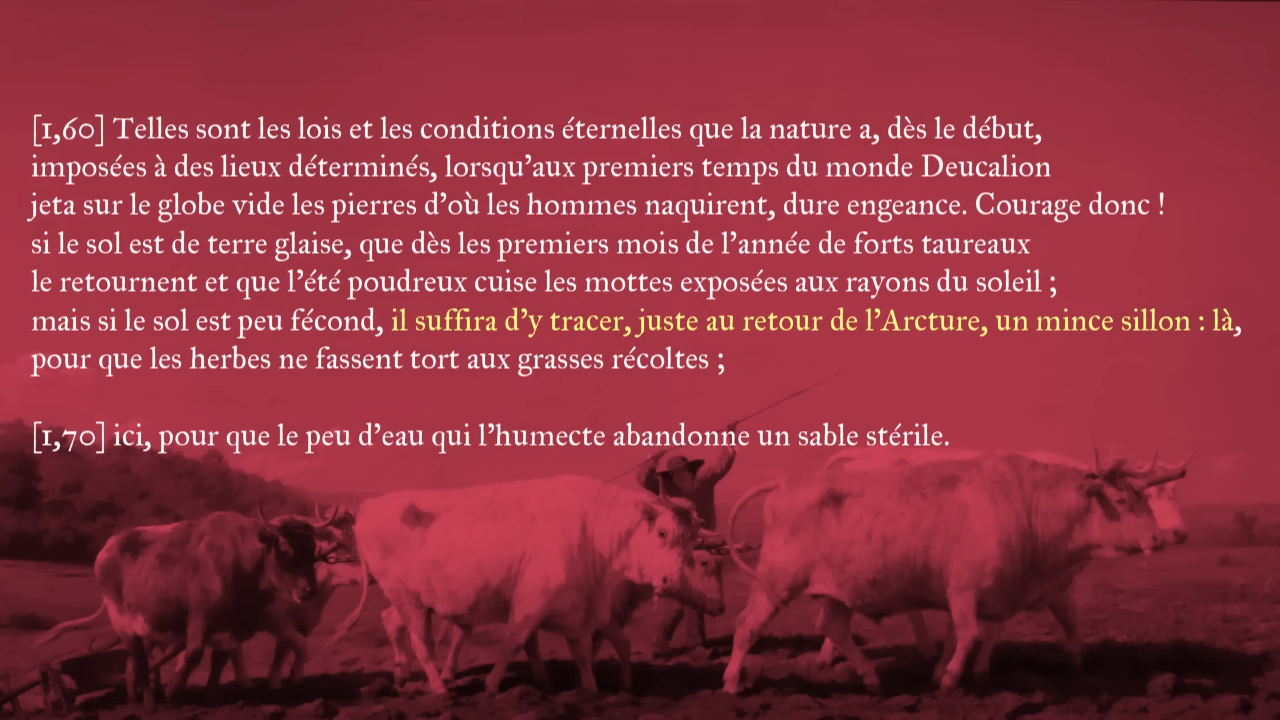 [1,60] Telles sont les lois et les conditions éternelles que la nature a, dès le début,
imposées à des lieux déterminés, lorsqu'aux premiers temps du monde Deucalion
jeta sur le globe vide les pierres d'où les hommes naquirent, dure engeance. Courage donc !
si le sol est de terre glaise, que dès les premiers mois de l'année de forts taureaux
le retournent et que l'été poudreux cuise les mottes exposées aux rayons du soleil ;
mais si le sol est peu fécond, il suffira d'y tracer, juste au retour de l'Arcture, un mince sillon : là,
pour que les herbes ne fassent tort aux grasses récoltes ;
[1,70] ici, pour que le peu d'eau qui l'humecte abandonne un sable stérile.